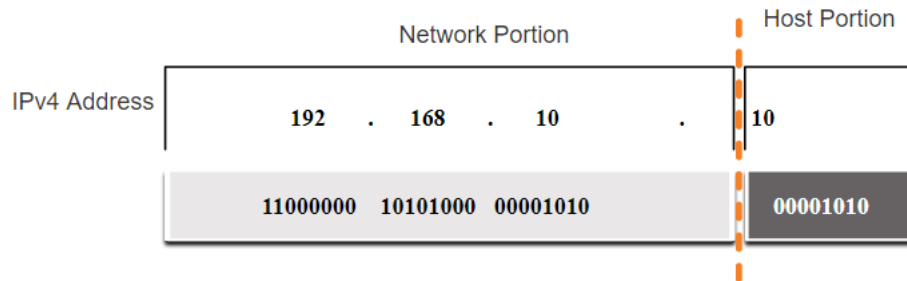 Host Portion
Network Portion
IPv4 Address
192 . 168 . 10 . 10
11000000 10101000 00001010 00001010